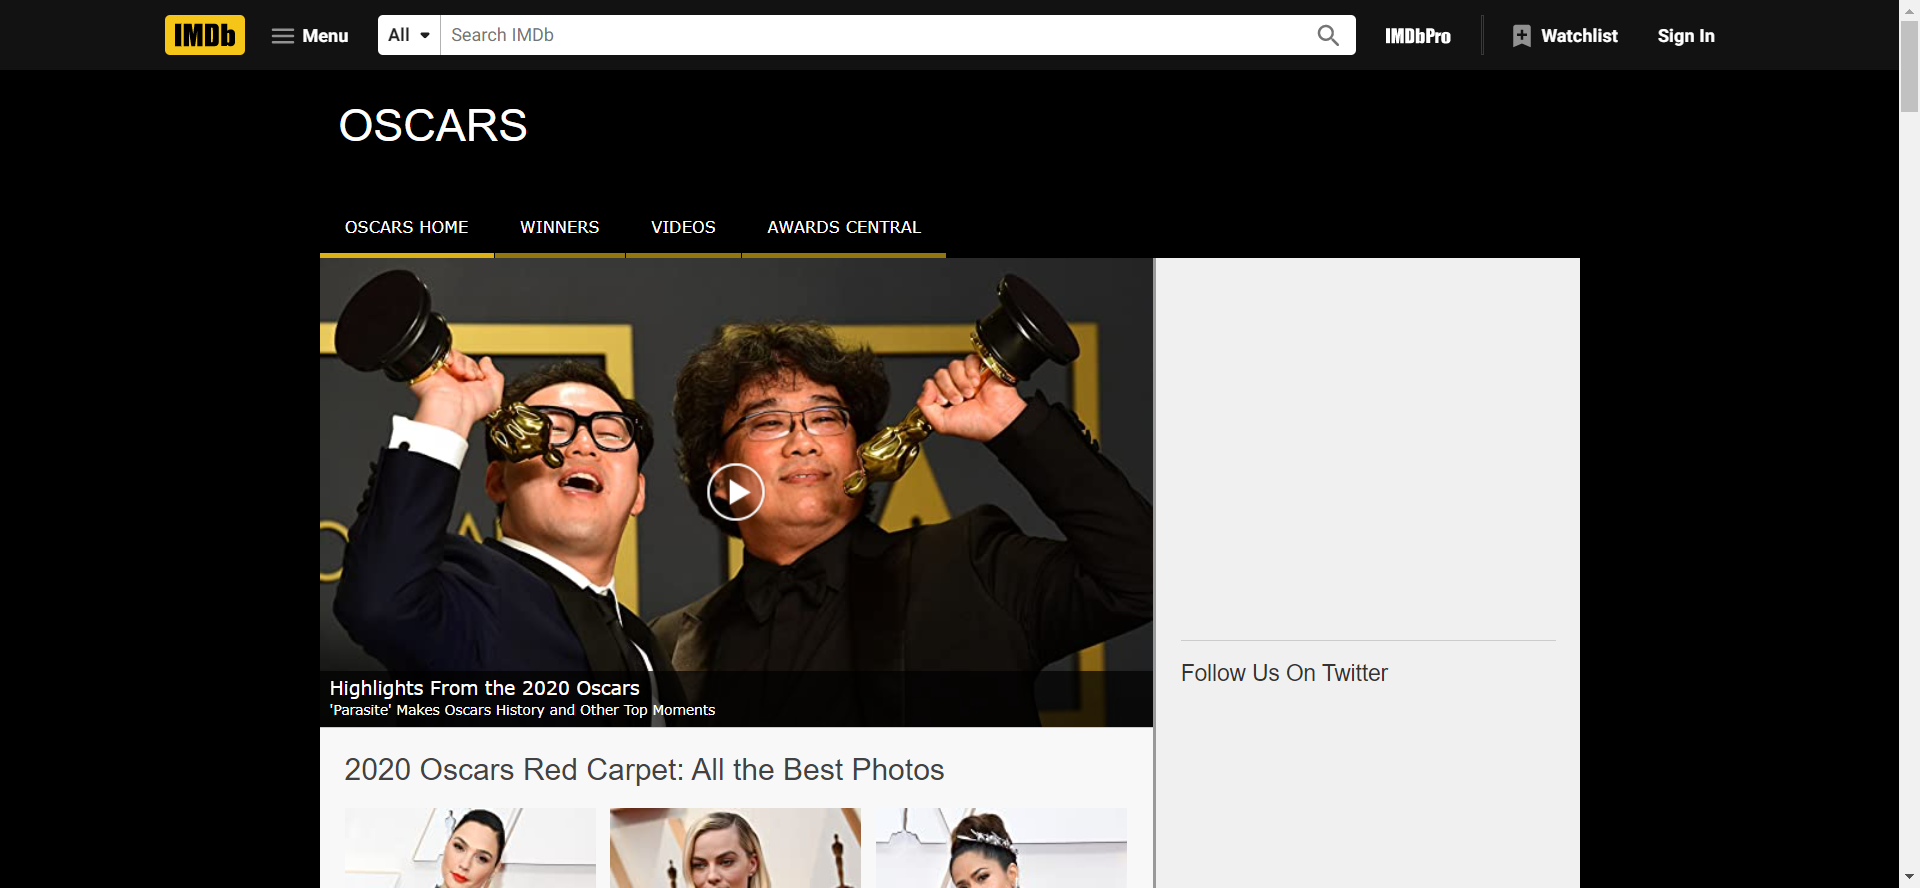 IMDb
Menu
All
Search IMDb
IMDbPro
Watchlist
Sign In
OSCARS
OSCARS HOME
WINNERS
VIDEOS
AWARDS CENTRAL
Highlights From the 2020 Oscars
'Parasite' Makes Oscars History and Other Top Moments
Follow Us On Twitter
2020 Oscars Red Carpet: All the Best Photos